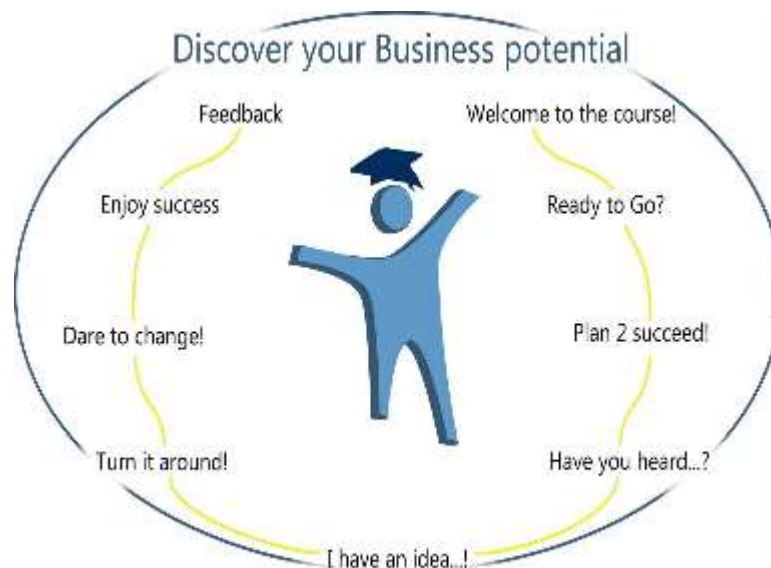 Discover your Business potential
Feedback
Welcome to the course!
Enjoy success
Ready to Go?
Dare to change!
Plan 2 succeed!
Turn it around!
Have you heard...?
I have an idea...!